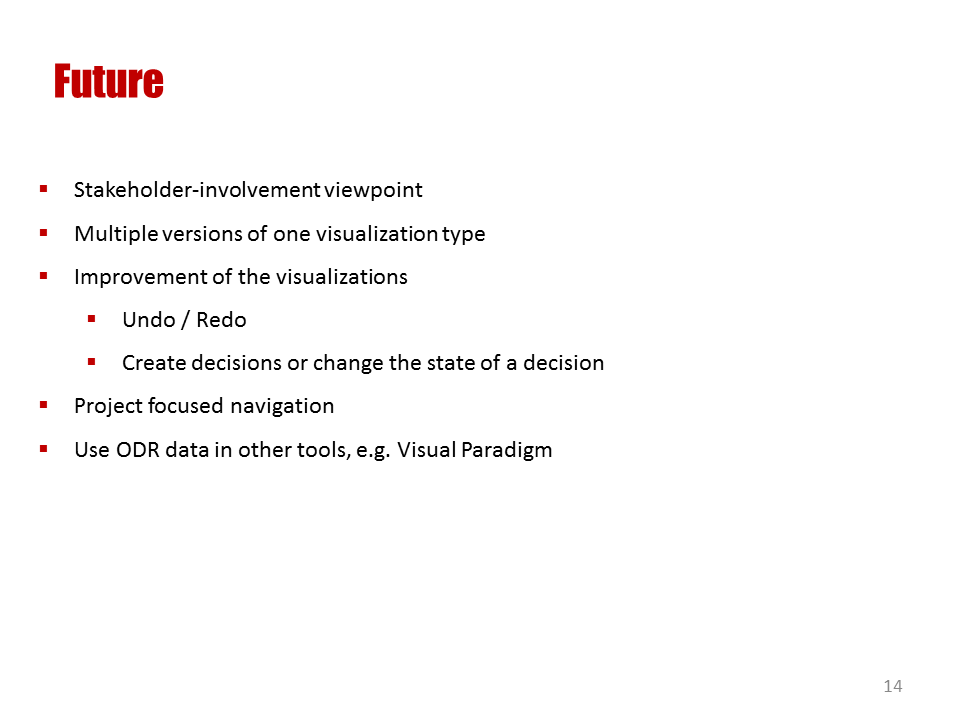 Future
Stakeholder-involvement viewpoint
Multiple versions of one visualization type
Improvement of the visualizations
Undo / Redo
Create decisions or change the state of a decision
Project focused navigation
Use ODR data in other tools, e.g. Visual Paradigm
14